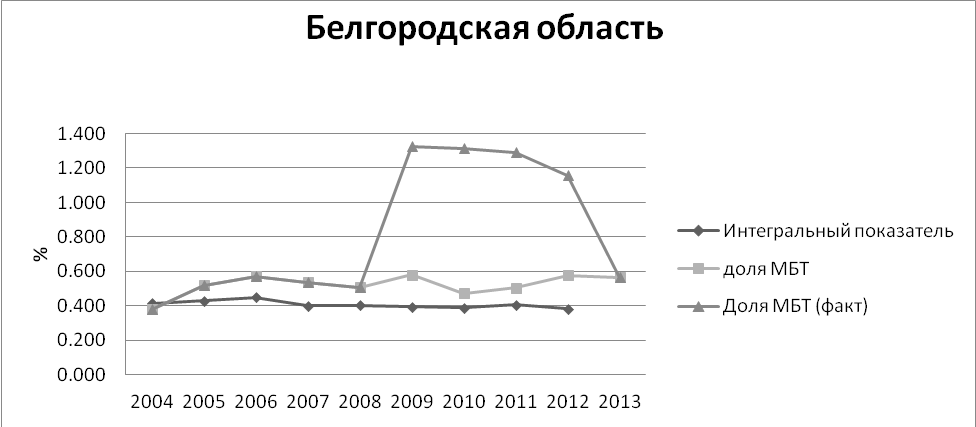 Белгородская область
1.400
1.200
1.000
0.800
0.600
0.400
0.200
0.000
%
2004 2005 2006 2007 2008 2009 2010 2011 2012 2013
Интегральный показатель
доля МБТ
Доля МБТ (факт)